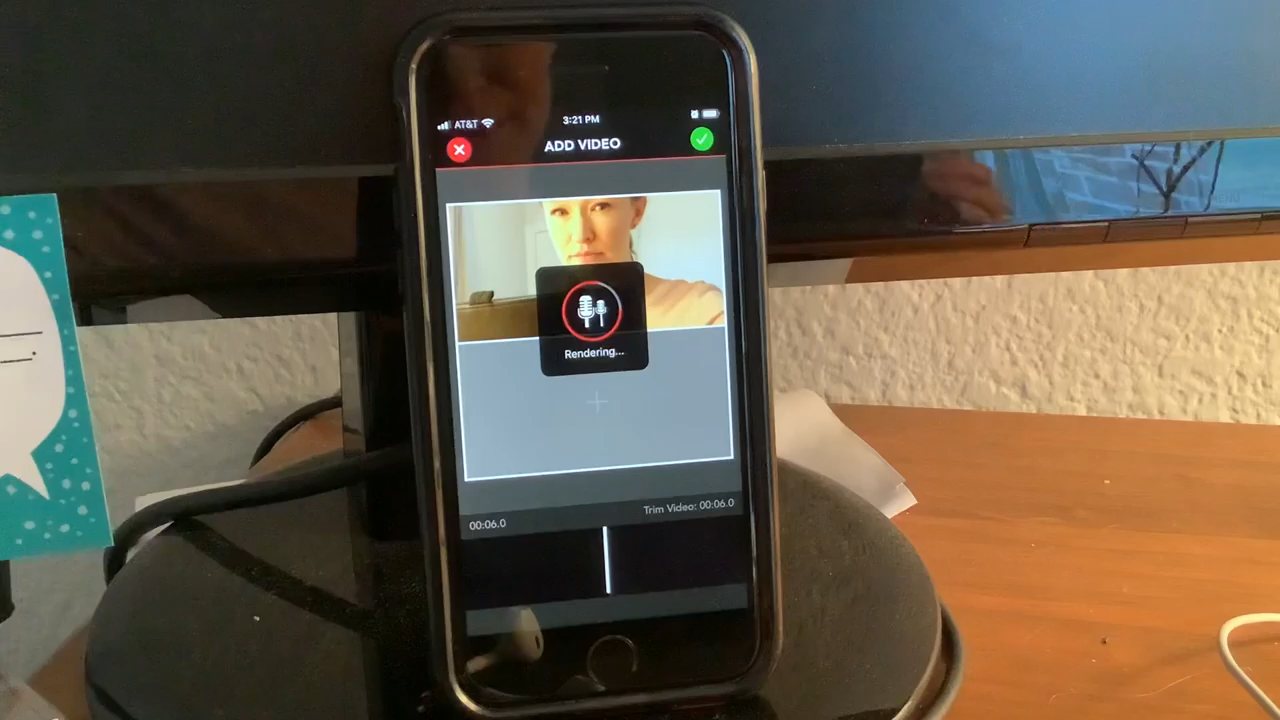 AT&T
3:21 PM
ADD VIDEO
Rendering...
00:06.0
Trim Video: 00:06.0